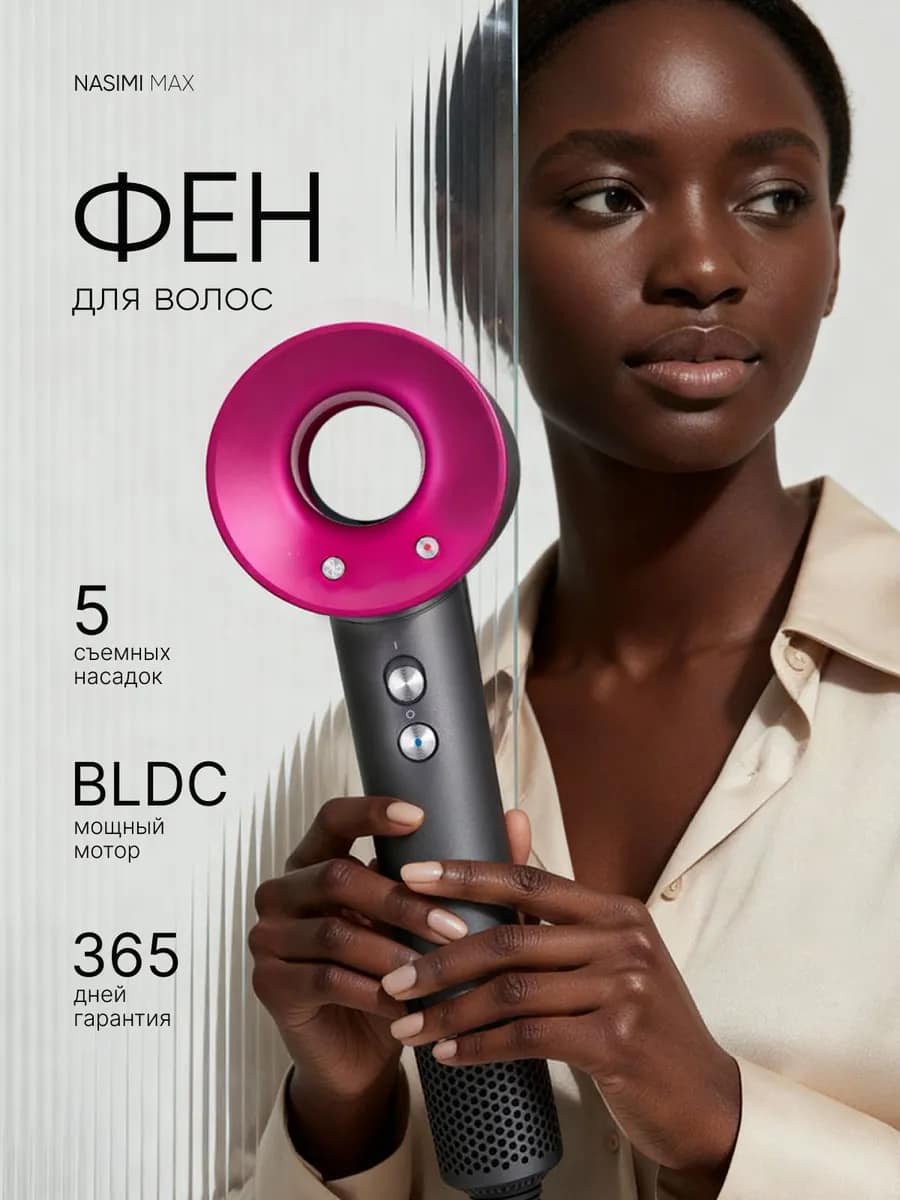 NASIMI MAX
ФЕН
для волос
5
съемных
насадок
BLDC
мощный
мотор
365
дней
гарантия